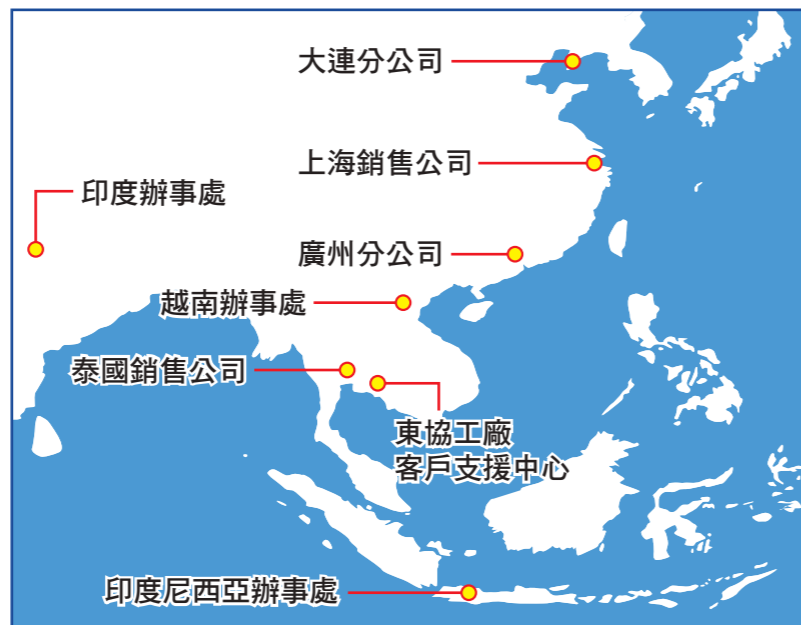 大連分公司
上海銷售公司
印度辦事處
廣州分公司
越南辦事處
泰國銷售公司
東協工廠
客戶支援中心
印度尼西亞辦事處